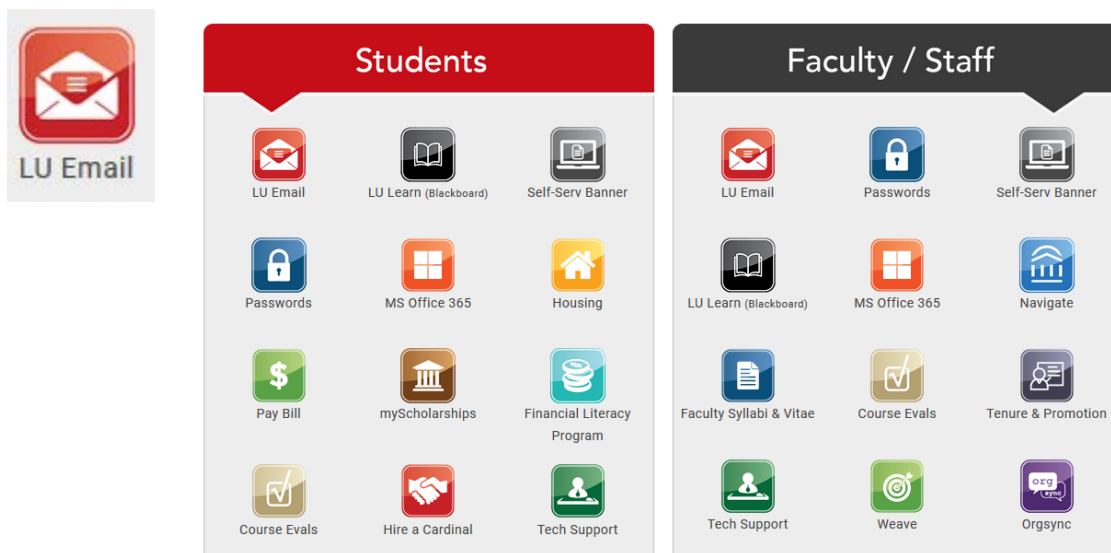 LU Email
Students
LU Email
LU Learn (Blackboard)
Self-Serv Banner
Passwords
MS Office 365
Housing
$
Pay Bill
myScholarships
Financial Literacy
Program
Course Evals
Hire a Cardinal
Tech Support
Faculty / Staff
LU Email
Passwords
Self-Serv Banner
LU Learn (Blackboard)
MS Office 365
Navigate
Faculty Syllabi & Vitae
Course Evals
Tenure & Promotion
Tech Support
Weave
org
sync
Orgsync